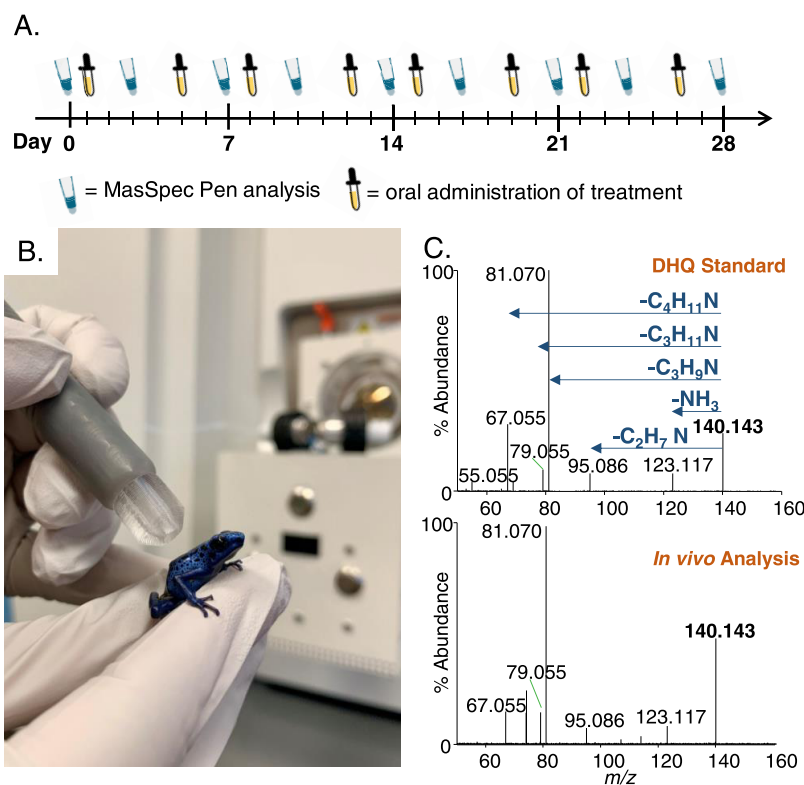 A.
Day 0 7 14 21 28
= MasSpec Pen analysis = oral administration of treatment
B.
C.
DHQ Standard
100
81.070
-C4H11N
-C3H11N
-C3H9N
-NH3
140.143
67.055
-C2H7 N
79.055
95.086 123.117
55.055
% Abundance
0
60 80 100 120 140 160
100
81.070
In vivo Analysis
140.143
79.055
67.055
95.086 123.117
% Abundance
0
60 80 100 120 140 160
m/z